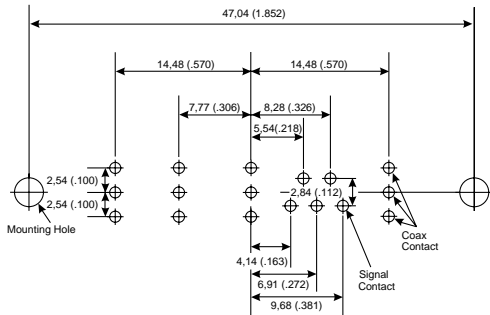 47,04 (1.852)
14,48 (.570)
14,48 (.570)
7,77 (.306)
8,28 (.326)
5,54(.218)
2,54 (.100)
2,84 (.112)
2,54 (.100)
Mounting Hole
Coax
Contact
4,14 (.163)
Signal
Contact
6,91 (.272)
9,68 (.381)